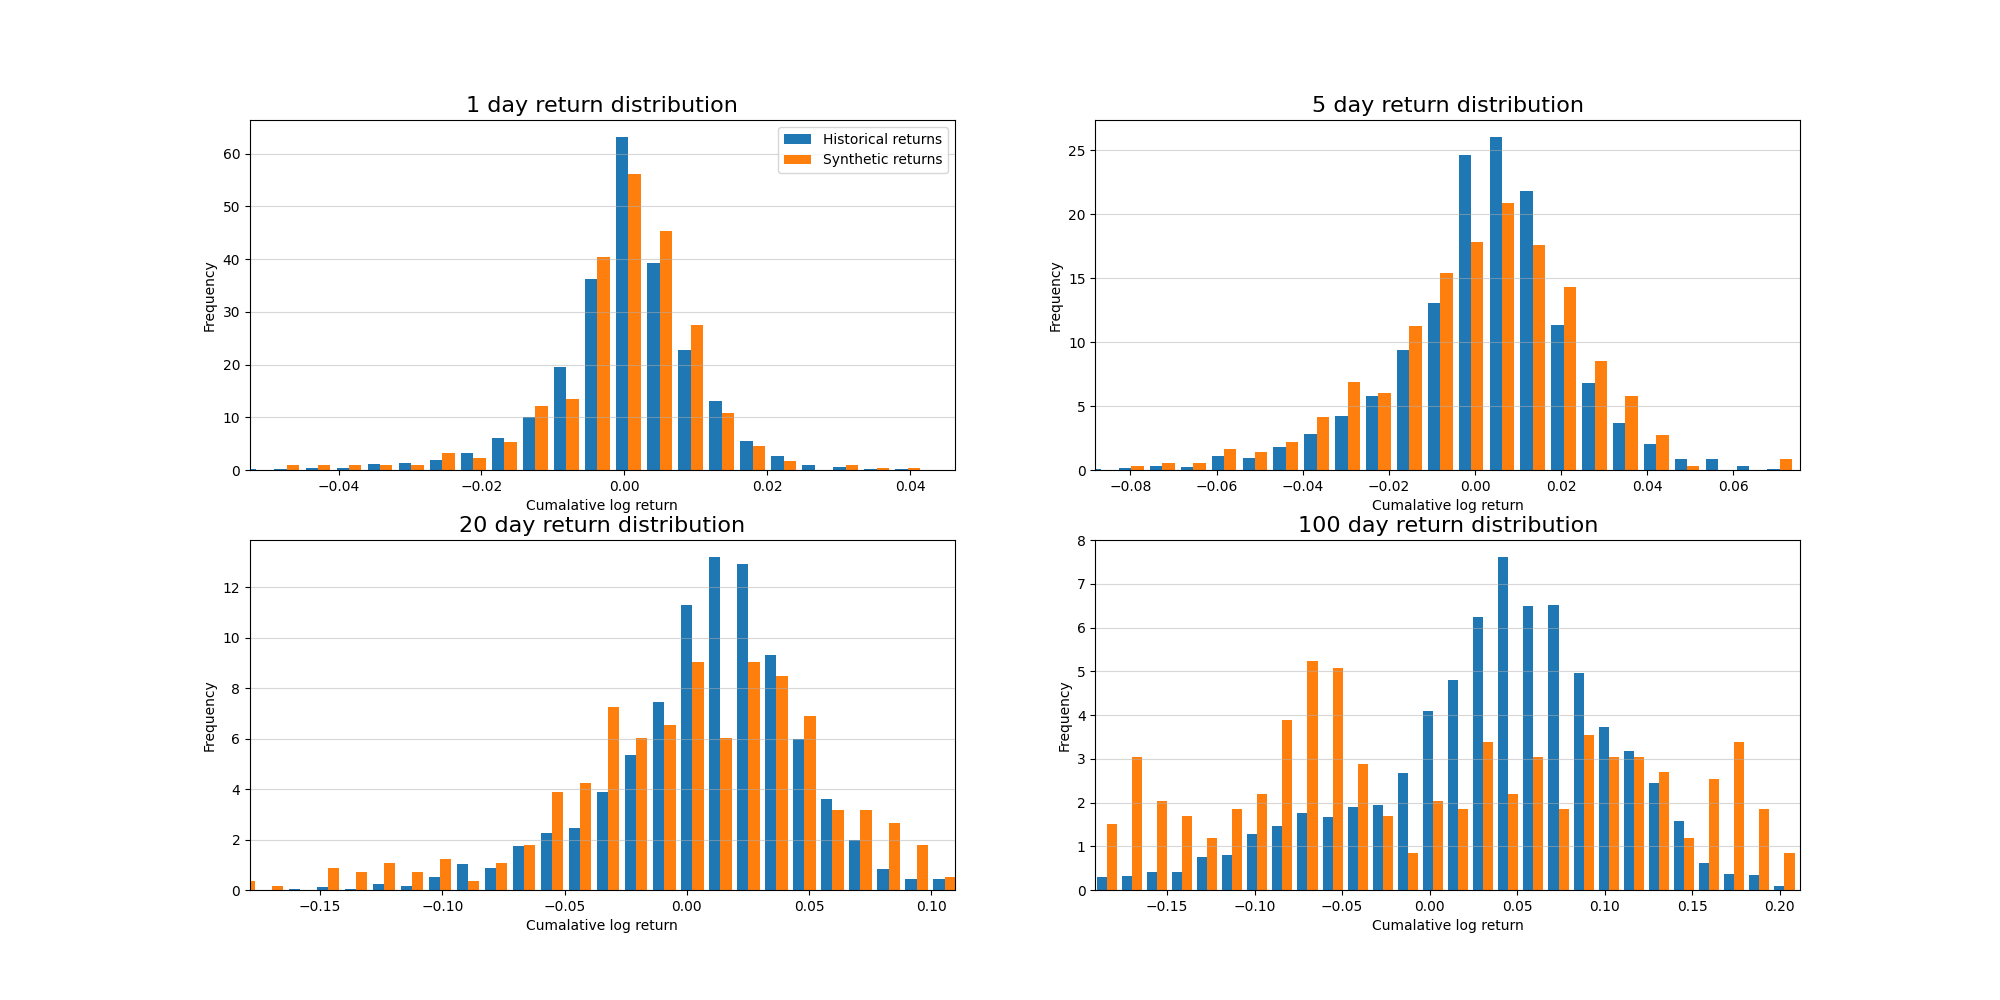 1 day return distribution
Historical returns
Synthetic returns
60
50
40
30
20
10
0
Frequency
−0.04 −0.02 0.00 0.02 0.04
Cumalative log return
5 day return distribution
25
20
15
10
5
0
Frequency
−0.08 −0.06 −0.04 −0.02 0.00 0.02 0.04 0.06
Cumalative log return
20 day return distribution
12
10
8
6
4
2
0
Frequency
−0.15 −0.10 −0.05 0.00 0.05 0.10
Cumalative log return
100 day return distribution
8
7
6
5
4
3
2
1
0
Frequency
−0.15 −0.10 −0.05 0.00 0.05 0.10 0.15 0.20
Cumalative log return